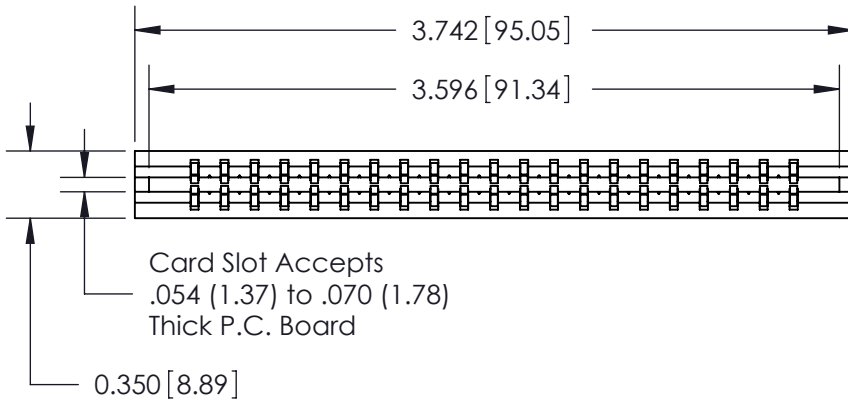 3.742 [95.05]
3.596 [91.34]
Card Slot Accepts
.054 (1.37) to .070 (1.78)
Thick P.C. Board
0.350 [8.89]